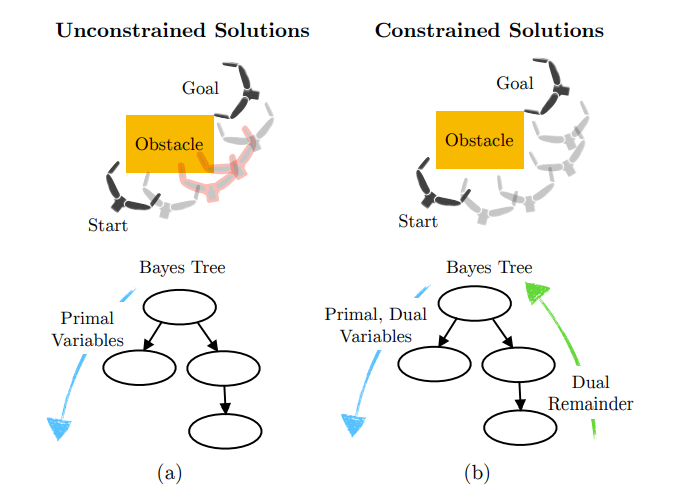 Unconstrained Solutions
Goal
Obstacle
Start
Bayes Tree
Primal
Variables
(a)
Constrained Solutions
Goal
Obstacle
Start
Bayes Tree
Primal, Dual
Variables
Dual
Remainder
(b)